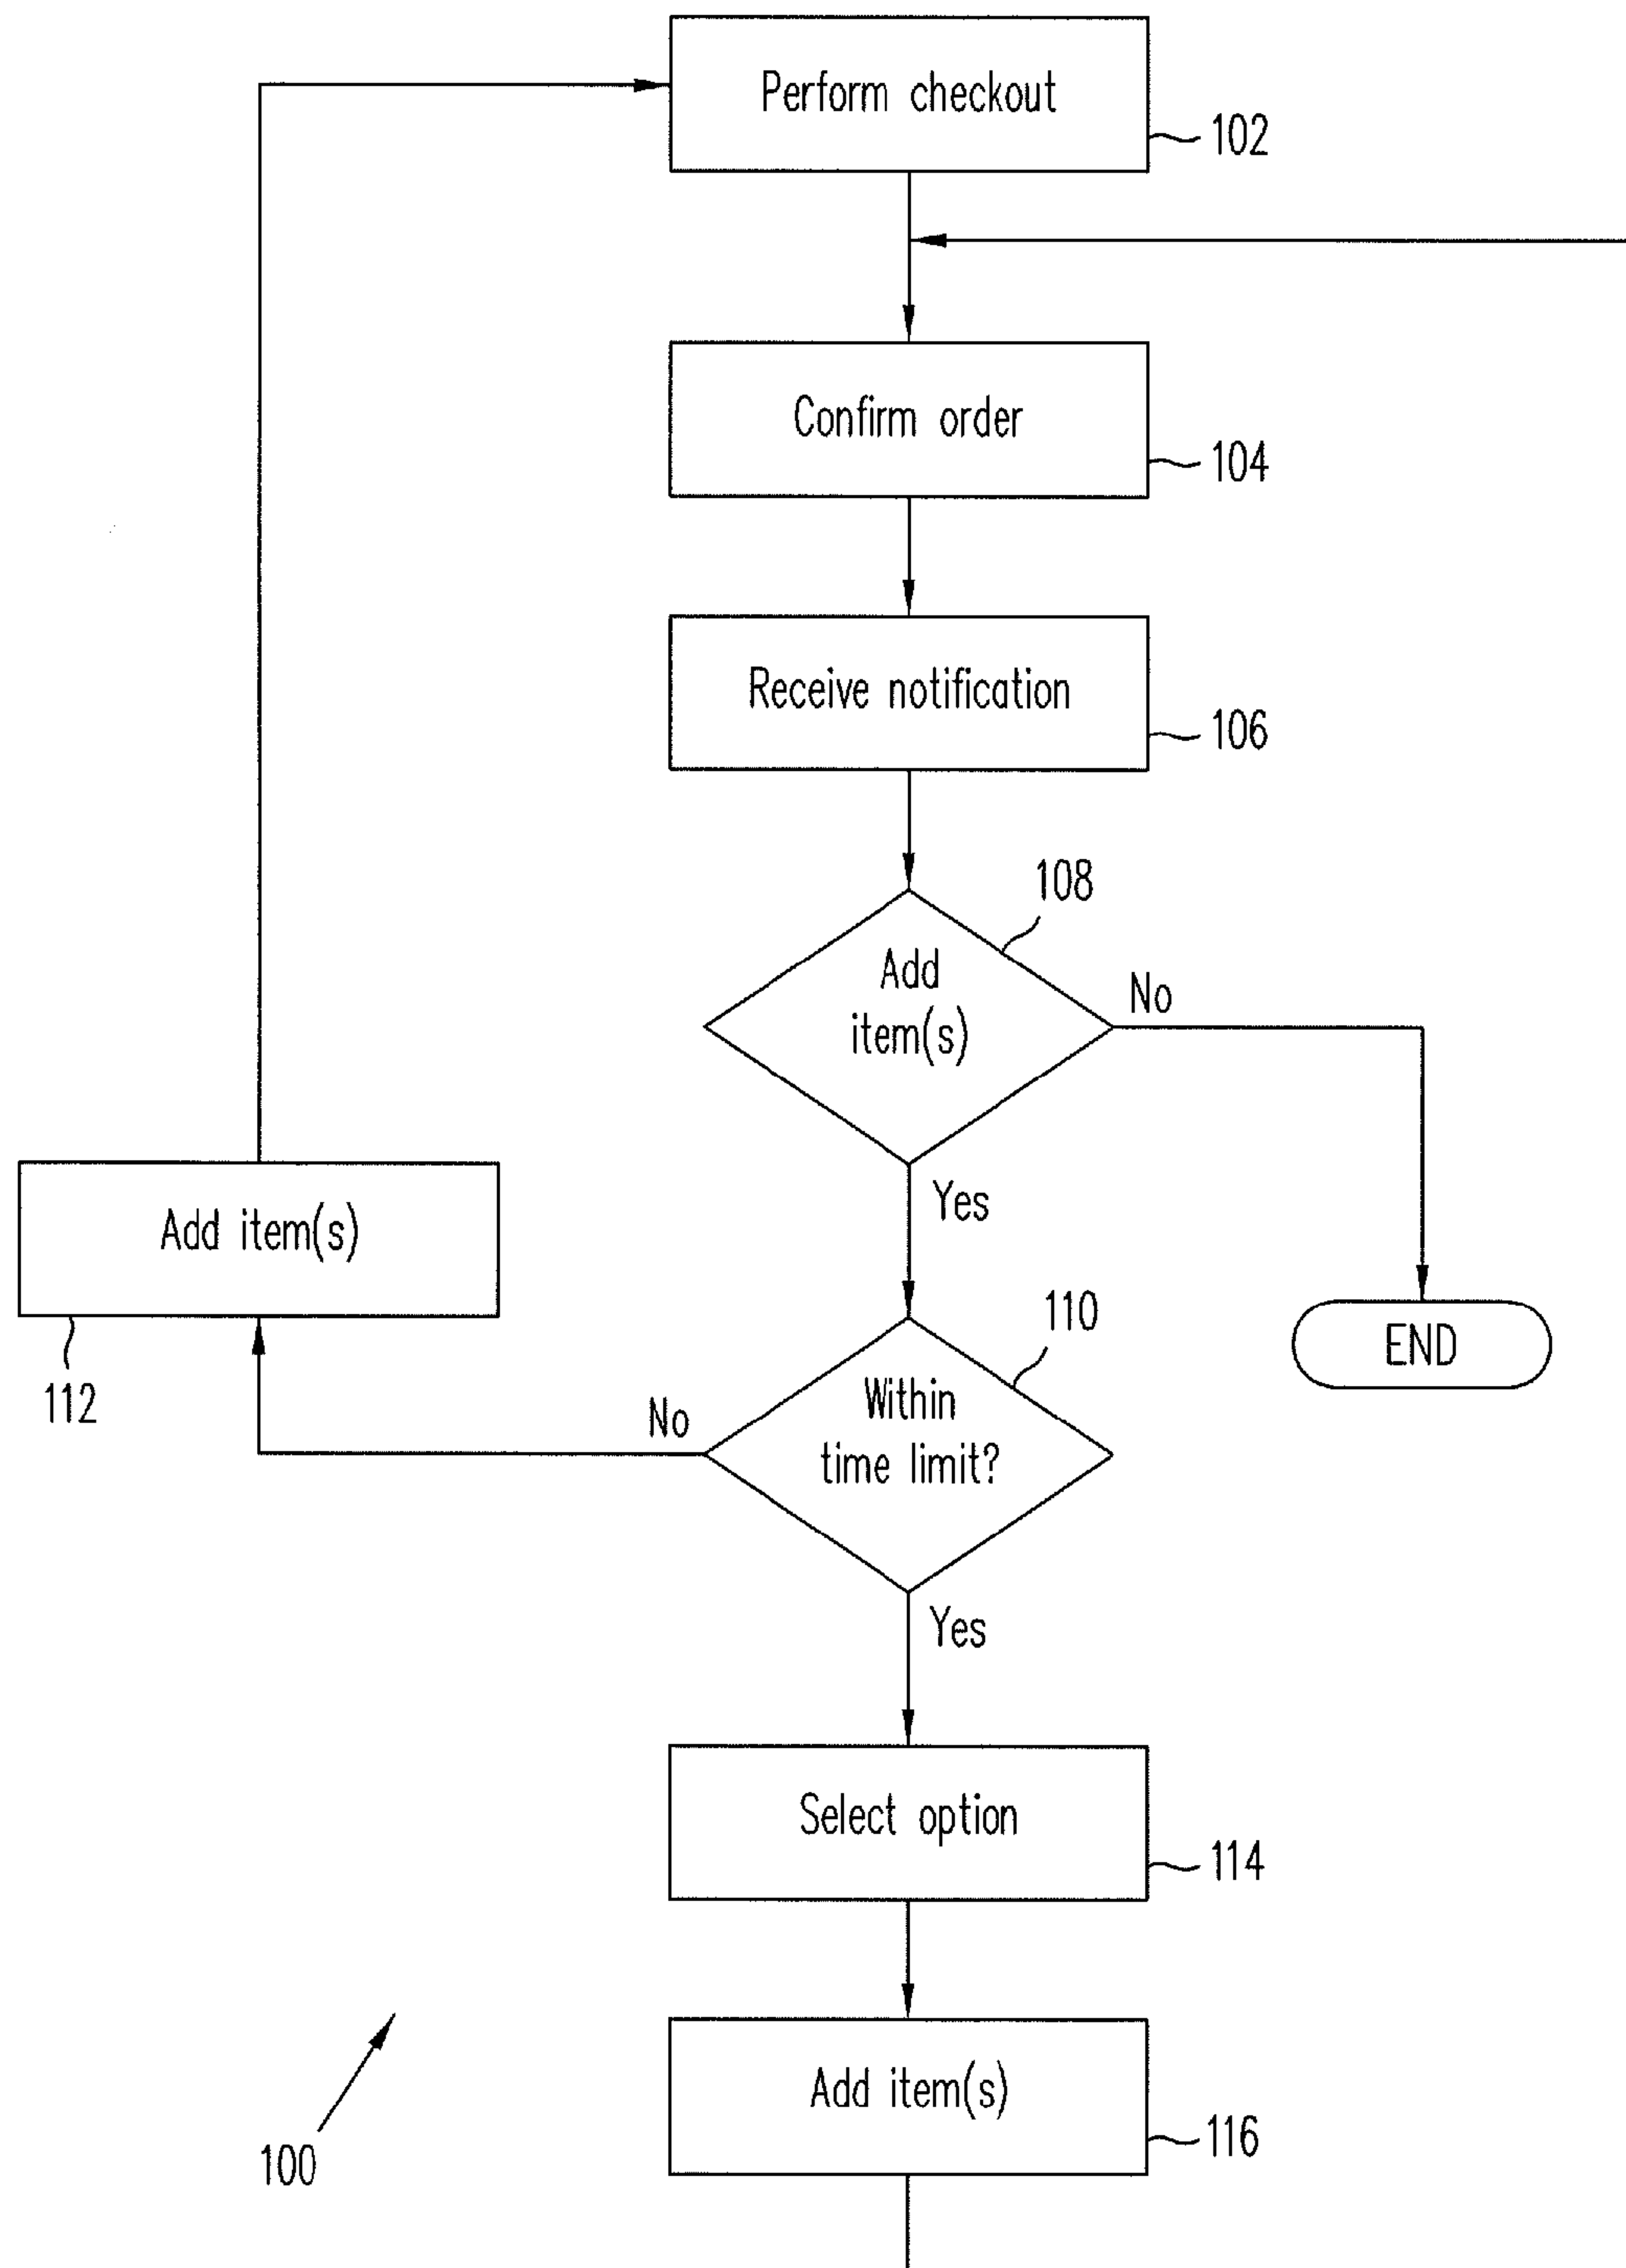 Perform checkout
102
Confirm order
104
Receive notification
106
108
Add
item(s)
No
Yes
Add item(s)
112
110
Within
time limit?
No
END
Yes
Select option
114
Add item(s)
116
100